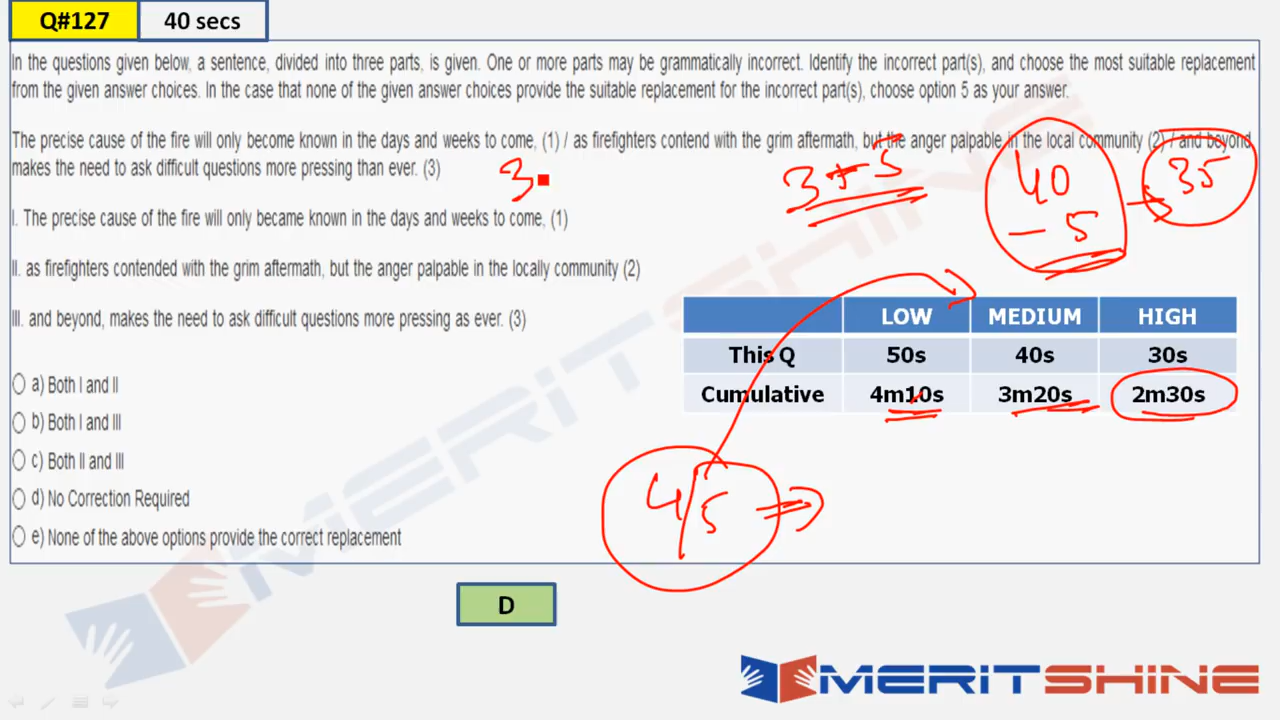 Q#127
40 secs
In the questions given below, a sentence, divided into three parts, is given. One or more parts may be grammatically incorrect. Identify the incorrect part(s), and choose the most suitable replacement
from the given answer choices. In the case that none of the given answer choices provide the suitable replacement for the incorrect part(s), choose option 5 as your answer.
The precise cause of the fire will only become known in the days and weeks to come, (1) / as firefighters contend with the grim aftermath, but the anger palpable in the local community (2) / and beyond
makes the need to ask difficult questions more pressing than ever. (3)
3
3 + 5
40
- 5
35
I. The precise cause of the fire will only became known in the days and weeks to come, (1)
II. as firefighters contended with the grim aftermath, but the anger palpable in the locally community (2)
III. and beyond, makes the need to ask difficult questions more pressing as ever. (3)
LOW MEDIUM HIGH
This Q 50s 40s 30s
Cumulative 4m10s 3m20s 2m30s
a) Both I and II
b) Both I and III
c) Both II and III
d) No Correction Required
e) None of the above options provide the correct replacement
4/5
D
MERITSHINE
MERITSHINE